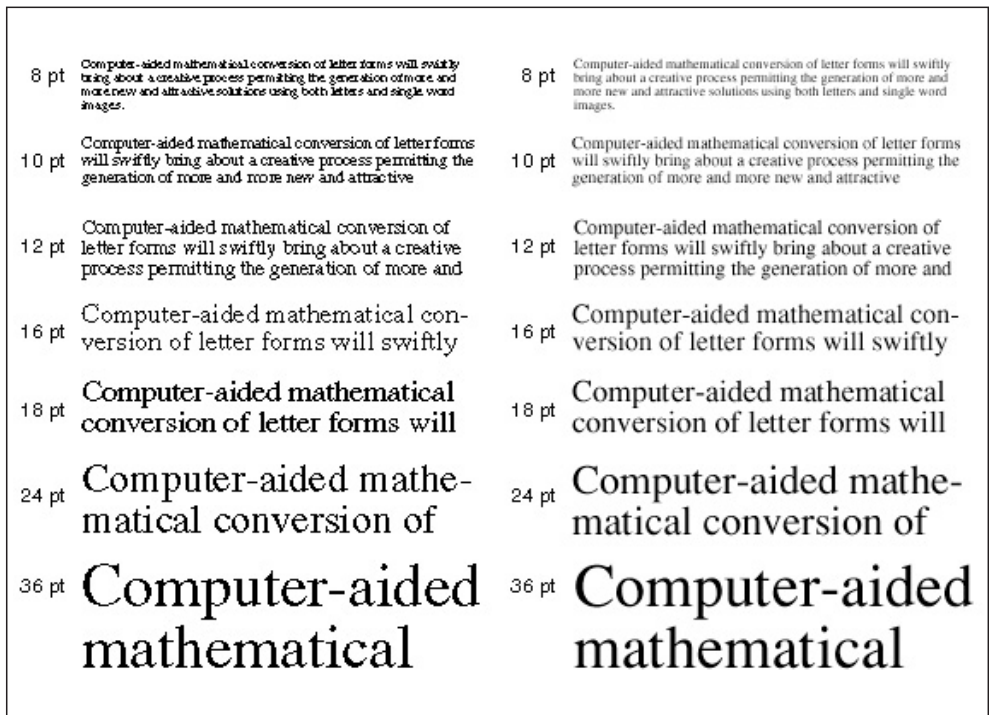 8 pt
Computer-aided mathematical conversion of letter forms will swiftly
bring about a creative process permitting the generation of more and
more new and attractive solutions using both letters and single word
images.
10 pt
Computer-aided mathematical conversion of letter forms
will swiftly bring about a creative process permitting the
generation of more and more new and attractive
12 pt
Computer-aided mathematical conversion of
letter forms will swiftly bring about a creative
process permitting the generation of more and
16 pt
Computer-aided mathematical con-
version of letter forms will swiftly
18 pt
Computer-aided mathematical
conversion of letter forms will
24 pt
Computer-aided mathe-
matical conversion of
36 pt
Computer-aided
mathematical
8 pt
Computer-aided mathematical conversion of letter forms will swiftly
bring about a creative process permitting the generation of more and
more new and attractive solutions using both letters and single word
images.
10 pt
Computer-aided mathematical conversion of letter forms
will swiftly bring about a creative process permitting the
generation of more and more new and attractive
12 pt
Computer-aided mathematical conversion of
letter forms will swiftly bring about a creative
process permitting the generation of more and
16 pt
Computer-aided mathematical con-
version of letter forms will swiftly
18 pt
Computer-aided mathematical
conversion of letter forms will
24 pt
Computer-aided mathe-
matical conversion of
36 pt
Computer-aided
mathematical